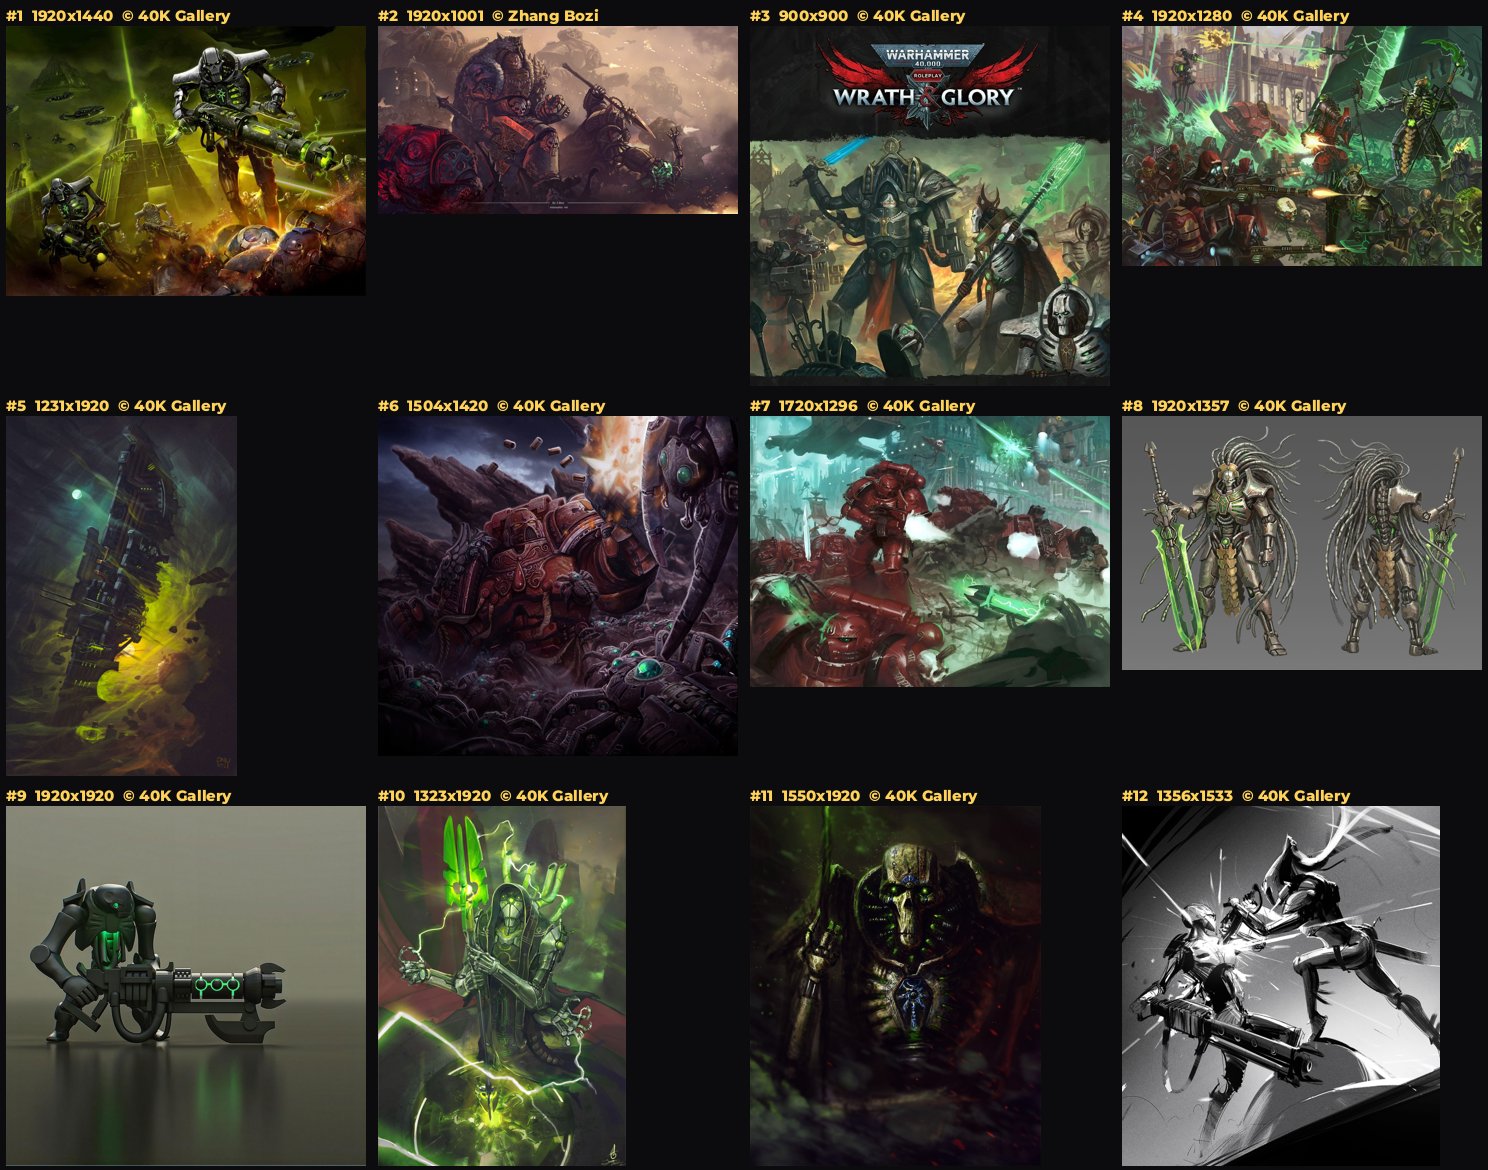 #1 1920x1440 © 40K Gallery
#2 1920x1001 © Zhang Bozi
#3 900x900 © 40K Gallery
#4 1920x1280 © 40K Gallery
WARHAMMER
40,000
ROLEPLAY
WRATH & GLORY
#5 1231x1920 © 40K Gallery
#6 1504x1420 © 40K Gallery
#7 1720x1296 © 40K Gallery
#8 1920x1357 © 40K Gallery
#9 1920x1920 © 40K Gallery
#10 1323x1920 © 40K Gallery
#11 1550x1920 © 40K Gallery
#12 1356x1533 © 40K Gallery